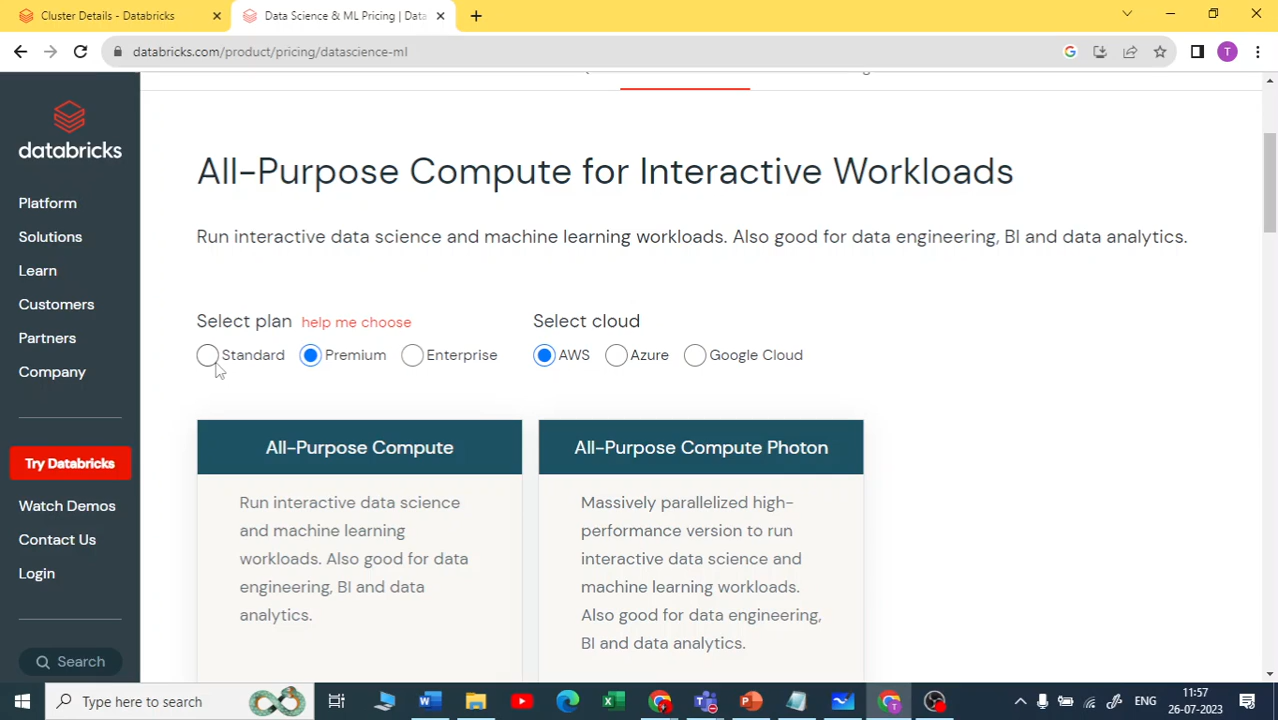 Cluster Details - Databricks
Data Science & ML Pricing | Data
databricks.com/product/pricing/datascience-ml
T
databricks
Platform
Solutions
Learn
Customers
Partners
Company
Try Databricks
Watch Demos
Contact Us
Login
Search
All-Purpose Compute for Interactive Workloads
Run interactive data science and machine learning workloads. Also good for data engineering, BI and data analytics.
Select plan help me choose
Standard Premium Enterprise
Select cloud
AWS Azure Google Cloud
All-Purpose Compute
Run interactive data science
and machine learning
workloads. Also good for data
engineering, BI and data
analytics.
All-Purpose Compute Photon
Massively parallelized high-
performance version to run
interactive data science and
machine learning workloads.
Also good for data engineering,
BI and data analytics.
Type here to search
ENG
11:57
26-07-2023